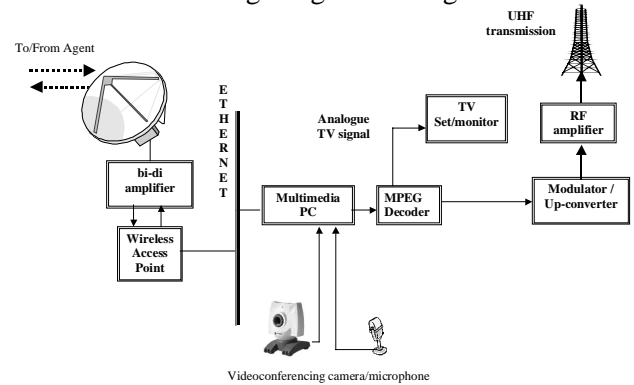 UHF
transmission
To/From Agent
E
T
H
E
R
N
E
T
Analogue
TV signal
TV
Set/monitor
RF
amplifier
bi-di
amplifier
Multimedia
PC
MPEG
Decoder
Modulator /
Up-converter
Wireless
Access
Point
Videoconferencing camera/microphone